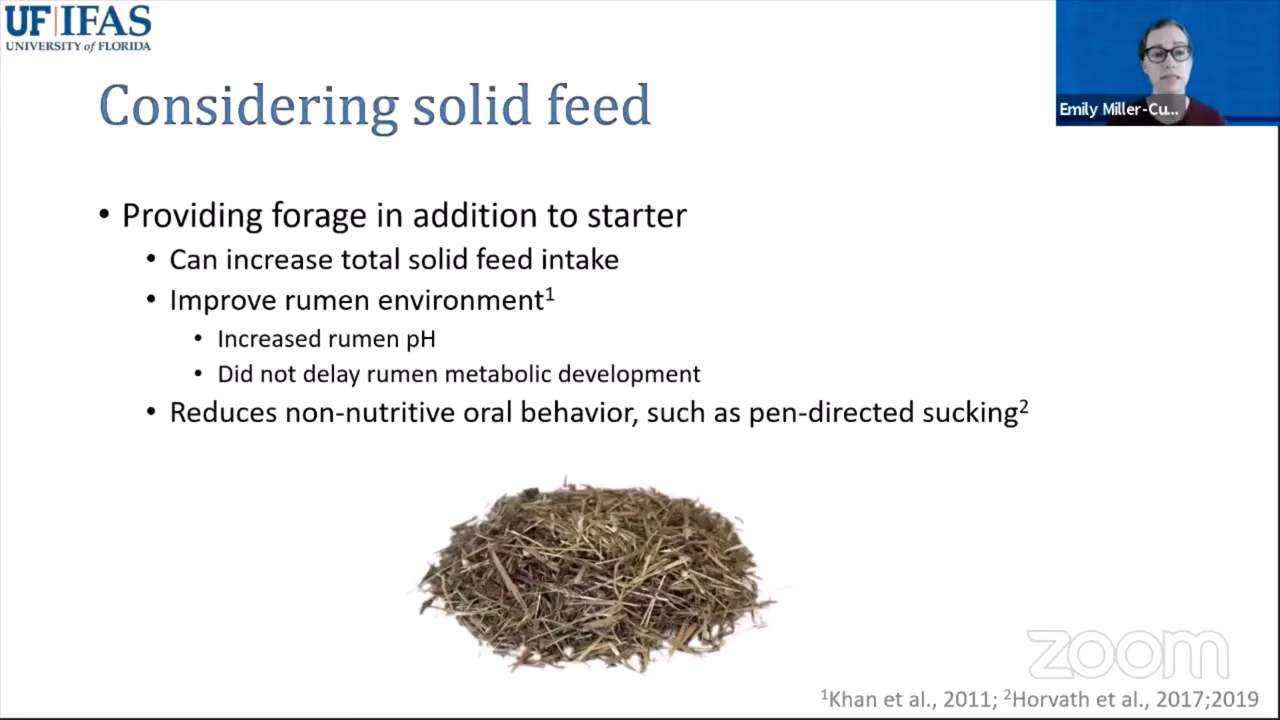 UF|IFAS
UNIVERSITY of FLORIDA
Emily Miller-Cu...
Considering solid feed
• Providing forage in addition to starter
• Can increase total solid feed intake
• Improve rumen environment¹
• Increased rumen pH
• Did not delay rumen metabolic development
• Reduces non-nutritive oral behavior, such as pen-directed sucking²
zoom
¹Khan et al., 2011; ²Horvath et al., 2017;2019